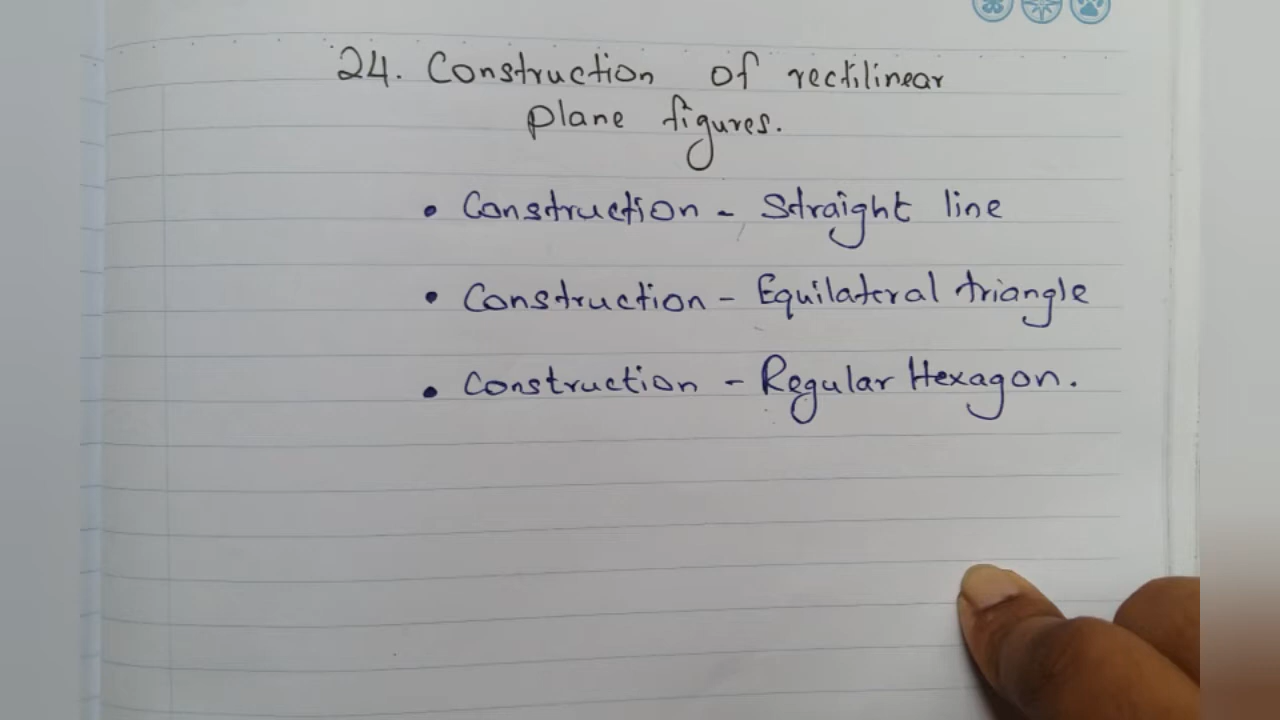 24. Construction of rectilinear
plane figures.
• Construction - Straight line
• Construction - Equilateral triangle
• Construction - Regular Hexagon.